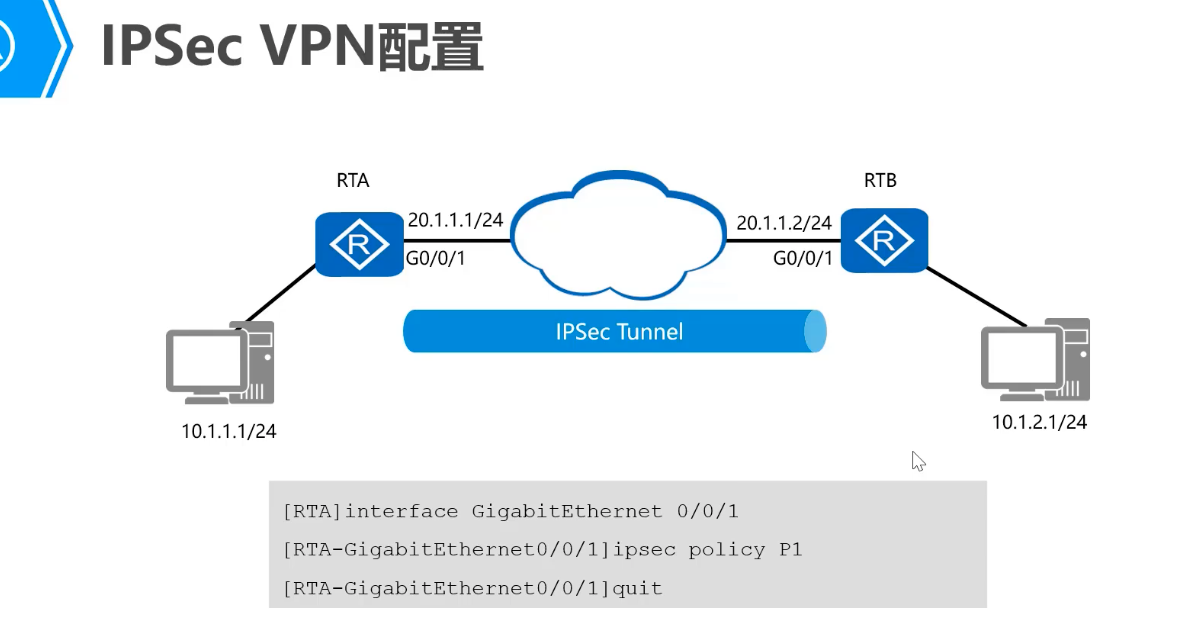 IPSec VPN配置
RTA
RTB
20.1.1.1/24
20.1.1.2/24
R
R
G0/0/1
G0/0/1
IPSec Tunnel
10.1.1.1/24
10.1.2.1/24
[RTA]interface GigabitEthernet 0/0/1
[RTA-GigabitEthernet0/0/1]ipsec policy P1
[RTA-GigabitEthernet0/0/1]quit